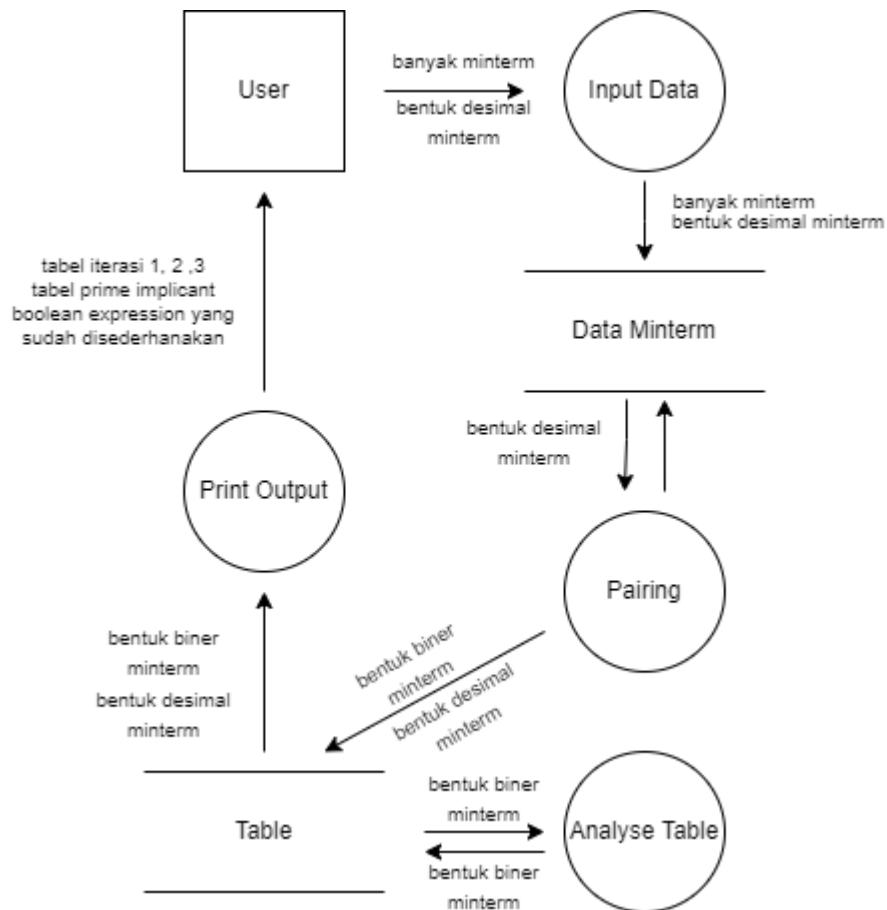 User
banyak minterm
bentuk desimal
minterm
Input Data
banyak minterm
bentuk desimal minterm
tabel iterasi 1, 2 ,3
tabel prime implicant
boolean expression yang
sudah disederhanakan
Data Minterm
bentuk desimal
minterm
Print Output
Pairing
bentuk biner
minterm
bentuk desimal
minterm
bentuk biner
minterm
bentuk desimal
minterm
Table
bentuk biner
minterm
Analyse Table
bentuk biner
minterm